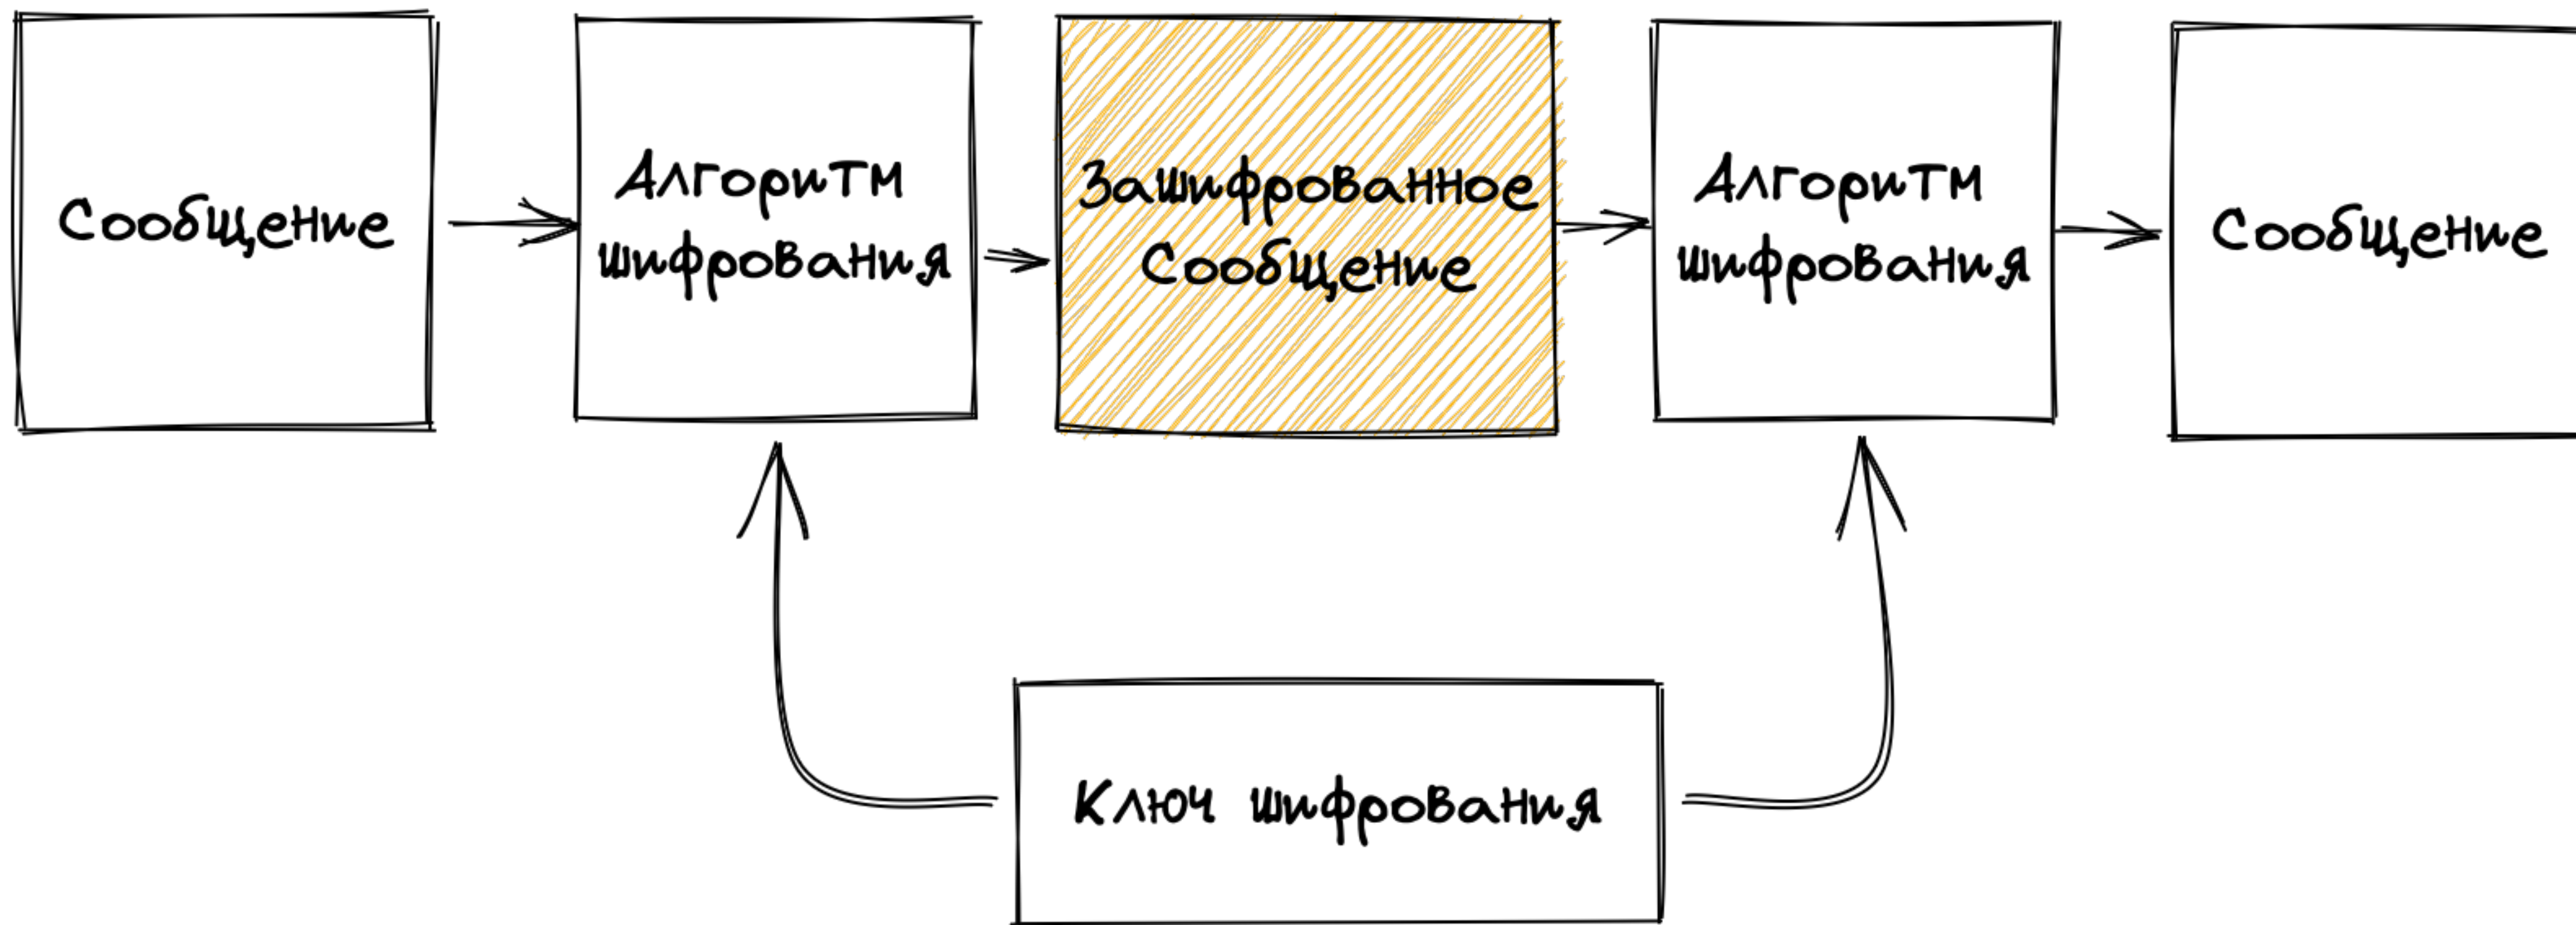 Сообщение
Алгоритм
шифрования
Зашифрованное
Сообщение
Алгоритм
шифрования
Сообщение
Ключ шифрования